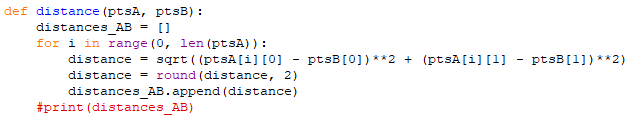 def distance(ptsA, ptsB):
    distances_AB = []
    for i in range(0, len(ptsA)):
        distance = sqrt((ptsA[i][0] - ptsB[0])**2 + (ptsA[i][1] - ptsB[1])**2)
        distance = round(distance, 2)
        distances_AB.append(distance)
    #print(distances_AB)